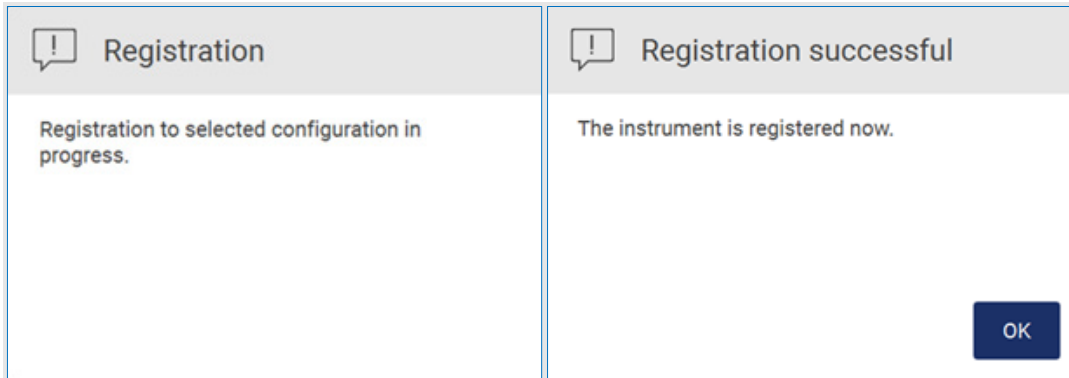 Registration
Registration to selected configuration in
progress.
Registration successful
The instrument is registered now.
OK